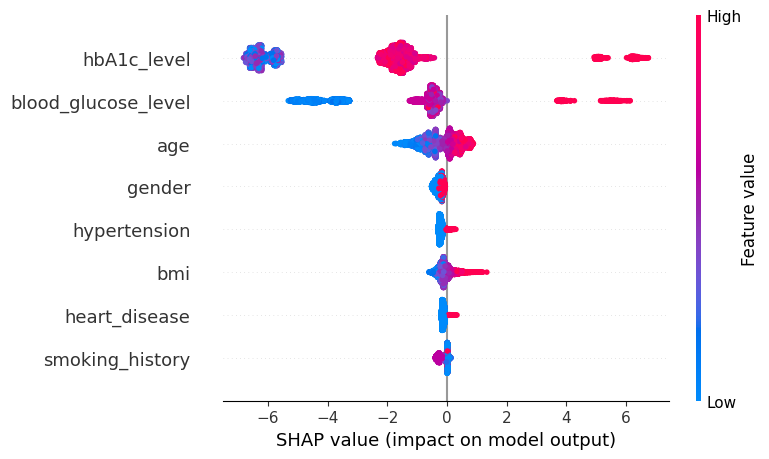 High
hbA1c_level
blood_glucose_level
age
gender
hypertension
bmi
heart_disease
smoking_history
Feature value
Low
−6 −4 −2 0 2 4 6
SHAP value (impact on model output)